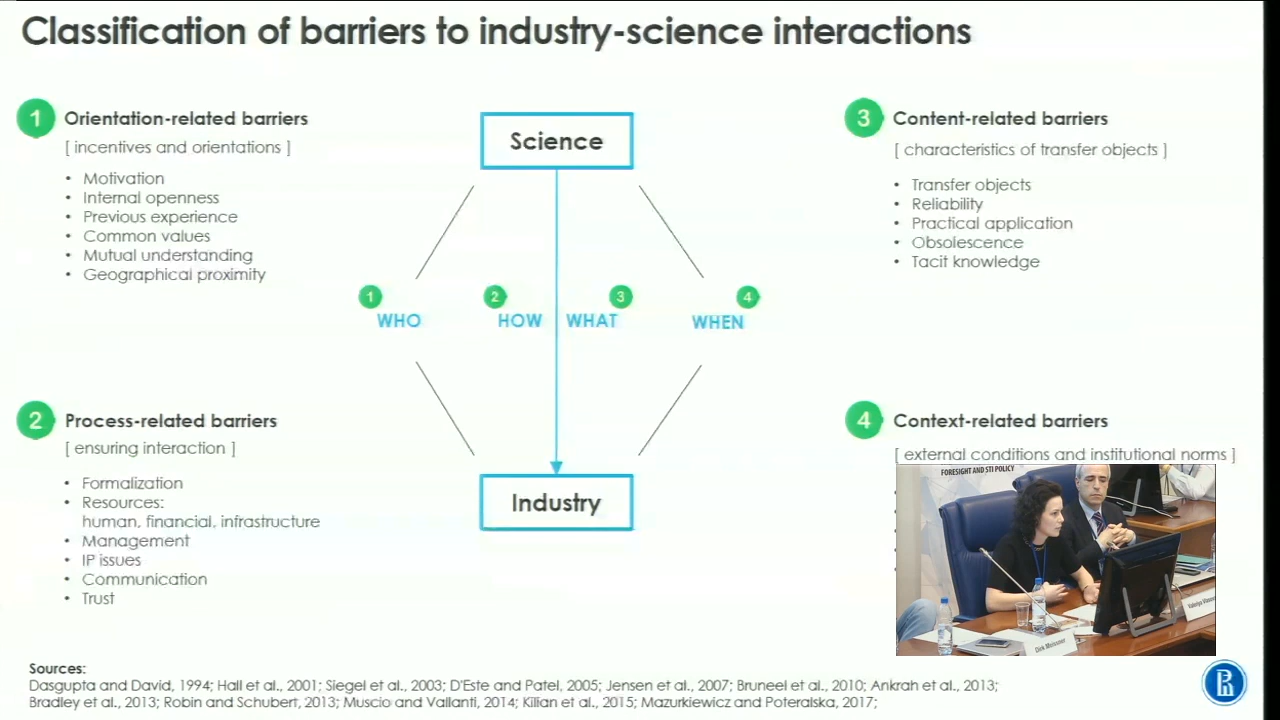 Classification of barriers to industry-science interactions
1
Orientation-related barriers
[ incentives and orientations ]
• Motivation
• Internal openness
• Previous experience
• Common values
• Mutual understanding
• Geographical proximity
2
Process-related barriers
[ ensuring interaction ]
• Formalization
• Resources:
human, financial, infrastructure
• Management
• IP issues
• Communication
• Trust
Science
1
WHO
2
HOW
3
WHAT
4
WHEN
Industry
3
Content-related barriers
[ characteristics of transfer objects ]
• Transfer objects
• Reliability
• Practical application
• Obsolescence
• Tacit knowledge
4
Context-related barriers
[ external conditions and institutional norms ]
FORESIGHT AND STI POLICY
Dirk Meissner
Sources:
Dasgupta and David, 1994; Hall et al., 2001; Siegel et al., 2003; D'Este and Patel, 2005; Jensen et al., 2007; Bruneel et al., 2010; Ankrah et al., 2013;
Bradley et al., 2013; Robin and Schubert, 2013; Muscio and Vallanti, 2014; Kilian et al., 2015; Mazurkiewicz and Poteralska, 2017;